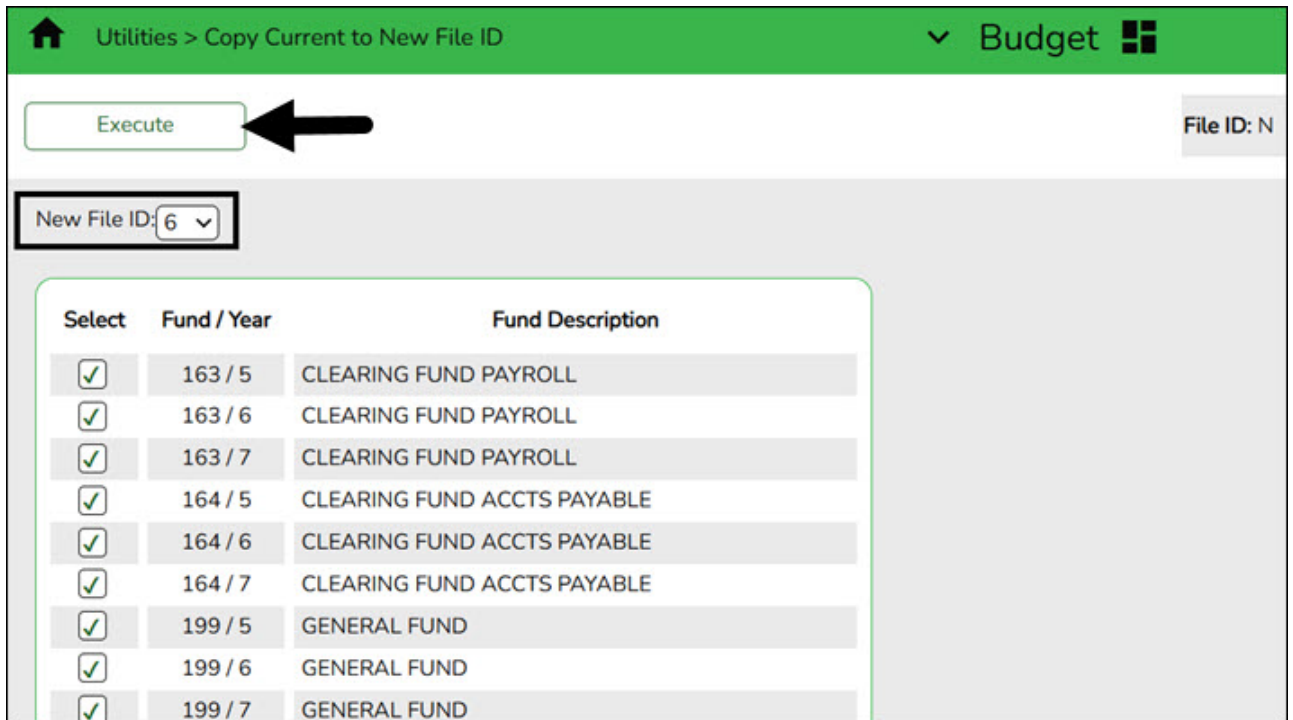 Utilities > Copy Current to New File ID
Budget
Execute
File ID: N
New File ID: 6
Select Fund / Year Fund Description
163 / 5 CLEARING FUND PAYROLL
163 / 6 CLEARING FUND PAYROLL
163 / 7 CLEARING FUND PAYROLL
164 / 5 CLEARING FUND ACCTS PAYABLE
164 / 6 CLEARING FUND ACCTS PAYABLE
164 / 7 CLEARING FUND ACCTS PAYABLE
199 / 5 GENERAL FUND
199 / 6 GENERAL FUND
199 / 7 GENERAL FUND